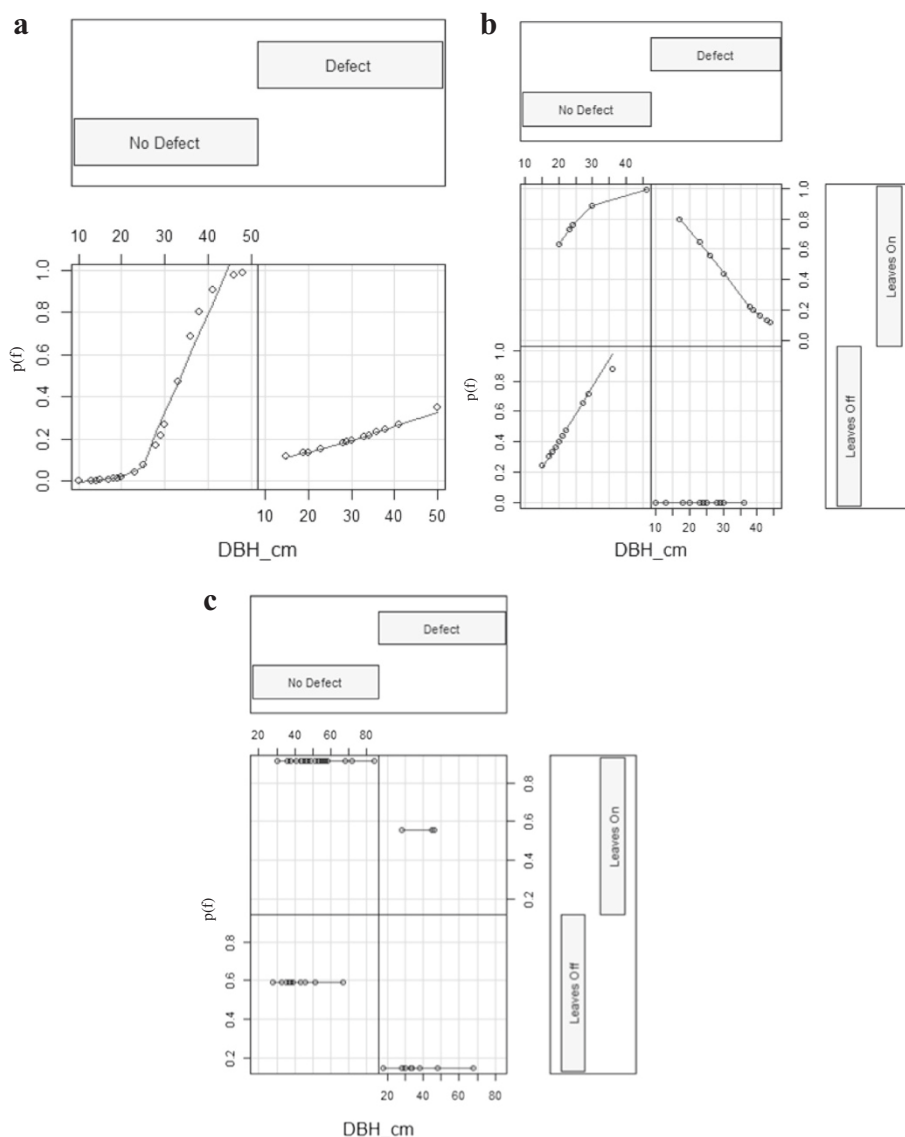 a
Defect
No Defect
10 20 30 40 50
p(f)
0.0 0.2 0.4 0.6 0.8 1.0
10 20 30 40 50
DBH_cm
b
Defect
No Defect
10 20 30 40
0.0 0.2 0.4 0.6 0.8 1.0
Leaves On
p(f)
0.0 0.2 0.4 0.6 0.8 1.0
Leaves Off
10 20 30 40
DBH_cm
c
Defect
No Defect
20 40 60 80
0.2 0.4 0.6 0.8
Leaves On
p(f)
0.2 0.4 0.6 0.8
Leaves Off
20 40 60 80
DBH_cm